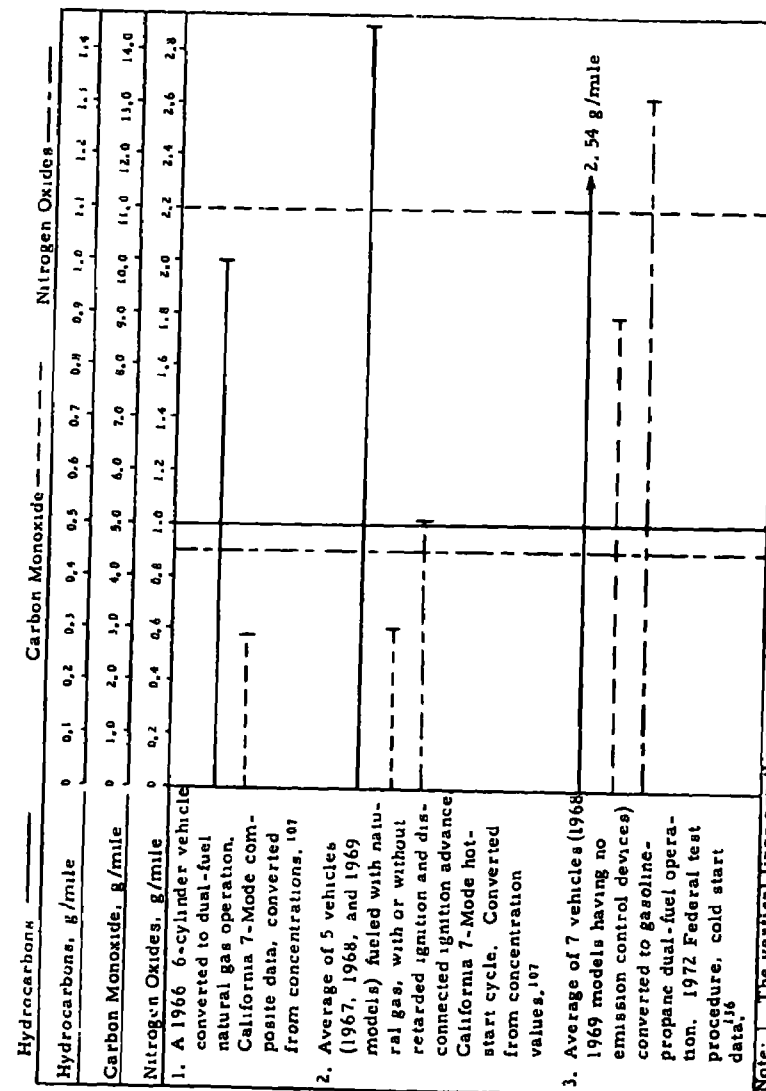 Hydrocarbons Carbon Monoxide Nitrogen Oxides
Hydrocarbons, g/mile 0 0.1 0.2 0.3 0.4 0.5 0.6 0.7 0.8 0.9 1.0 1.1 1.2 1.3 1.4
Carbon Monoxide, g/mile 0 1.0 2.0 3.0 4.0 5.0 6.0 7.0 8.0 9.0 10.0 11.0 12.0 13.0 14.0
Nitrogen Oxides, g/mile 0 0.2 0.4 0.6 0.8 1.0 1.2 1.4 1.6 1.8 2.0 2.2 2.4 2.6 2.8
1. A 1966 6-cylinder vehicle
converted to dual-fuel
natural gas operation.
California 7-Mode com-
posite data, converted
from concentrations.107
2. Average of 5 vehicles
(1967, 1968, and 1969
models) fueled with natu-
ral gas, with or without
retarded ignition and dis-
connected ignition advance
California 7-Mode hot-
start cycle. Converted
from concentration
values.107
3. Average of 7 vehicles (1968
1969 models having no
emission control devices)
converted to gasoline-
propane dual-fuel opera-
tion. 1972 Federal test
procedure, cold start
data.136
2.54 g/mile
Note: 1. The vertical lines